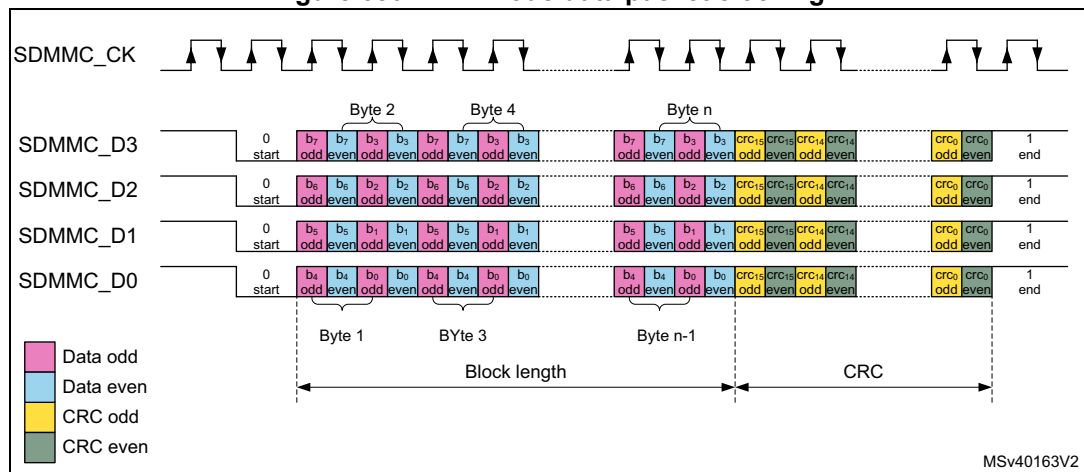 SDMMC_CK
Byte 2 Byte 4 Byte n
SDMMC_D3 0 start b7 odd b7 even b3 odd b3 even b7 odd b7 even b3 odd b3 even b7 odd b7 even b3 odd b3 even crc15 odd crc15 even crc14 odd crc14 even crc0 odd crc0 even 1 end
SDMMC_D2 0 start b6 odd b6 even b2 odd b2 even b6 odd b6 even b2 odd b2 even b6 odd b6 even b2 odd b2 even crc15 odd crc15 even crc14 odd crc14 even crc0 odd crc0 even 1 end
SDMMC_D1 0 start b5 odd b5 even b1 odd b1 even b5 odd b5 even b1 odd b1 even b5 odd b5 even b1 odd b1 even crc15 odd crc15 even crc14 odd crc14 even crc0 odd crc0 even 1 end
SDMMC_D0 0 start b4 odd b4 even b0 odd b0 even b4 odd b4 even b0 odd b0 even b4 odd b4 even b0 odd b0 even crc15 odd crc15 even crc14 odd crc14 even crc0 odd crc0 even 1 end
Byte 1 BYte 3 Byte n-1
Data odd
Data even
CRC odd
CRC even
Block length CRC
MSv40163V2